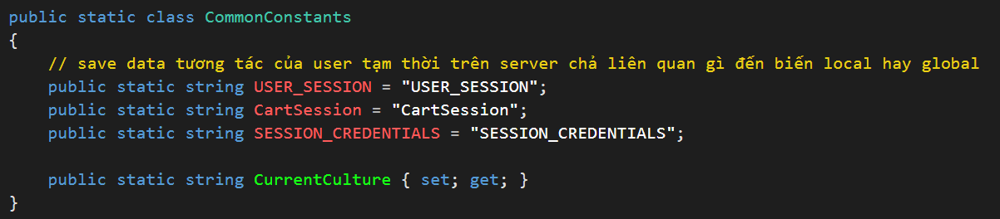 public static class CommonConstants
{
    // save data tương tác của user tạm thời trên server chả liên quan gì đến biến local hay global
    public static string USER_SESSION = "USER_SESSION";
    public static string CartSession = "CartSession";
    public static string SESSION_CREDENTIALS = "SESSION_CREDENTIALS";

    public static string CurrentCulture { set; get; }
}